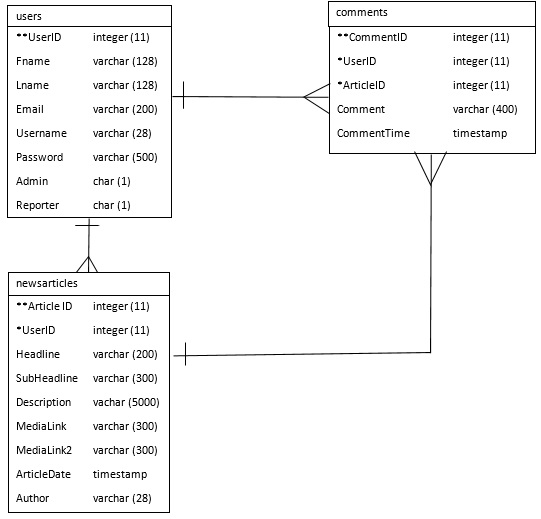 users
**UserID integer (11)
Fname varchar (128)
Lname varchar (128)
Email varchar (200)
Username varchar (28)
Password varchar (500)
Admin char (1)
Reporter char (1)
comments
**CommentID integer (11)
*UserID integer (11)
*ArticleID integer (11)
Comment varchar (400)
CommentTime timestamp
newsarticles
**Article ID integer (11)
*UserID integer (11)
Headline varchar (200)
SubHeadline varchar (300)
Description vachar (5000)
MediaLink varchar (300)
MediaLink2 varchar (300)
ArticleDate timestamp
Author varchar (28)